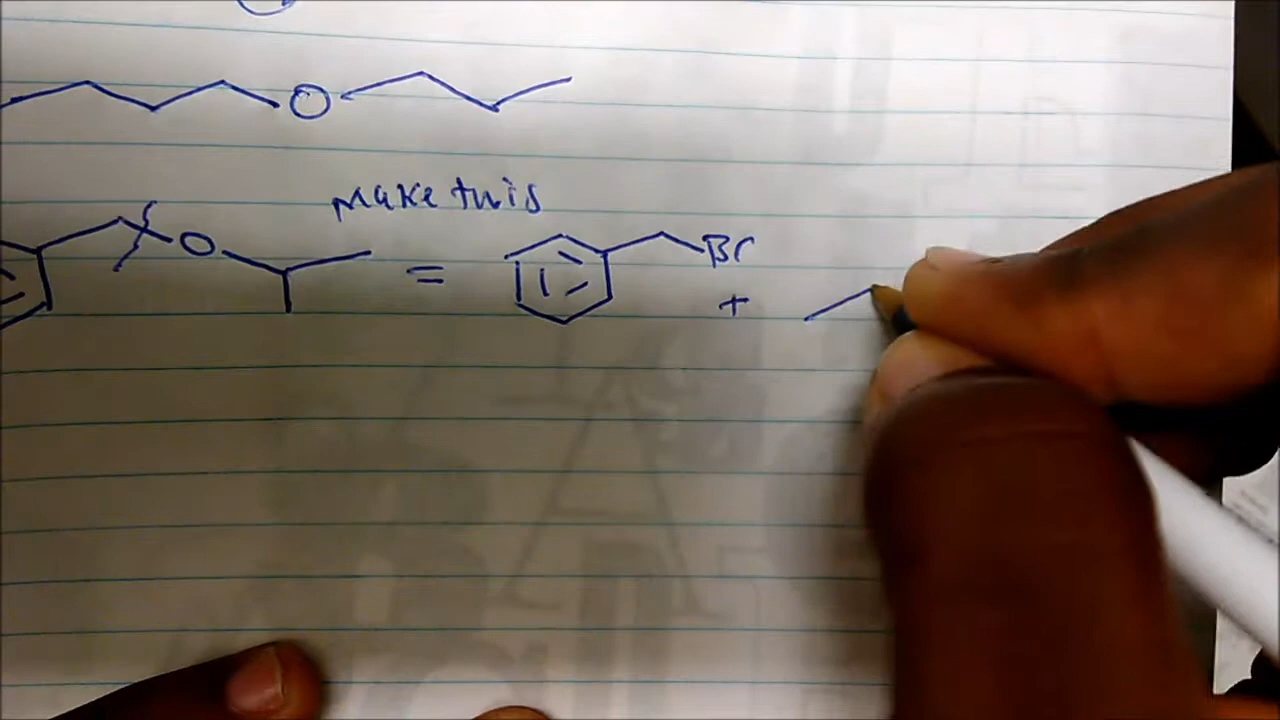 O
Make this
O = Br
+